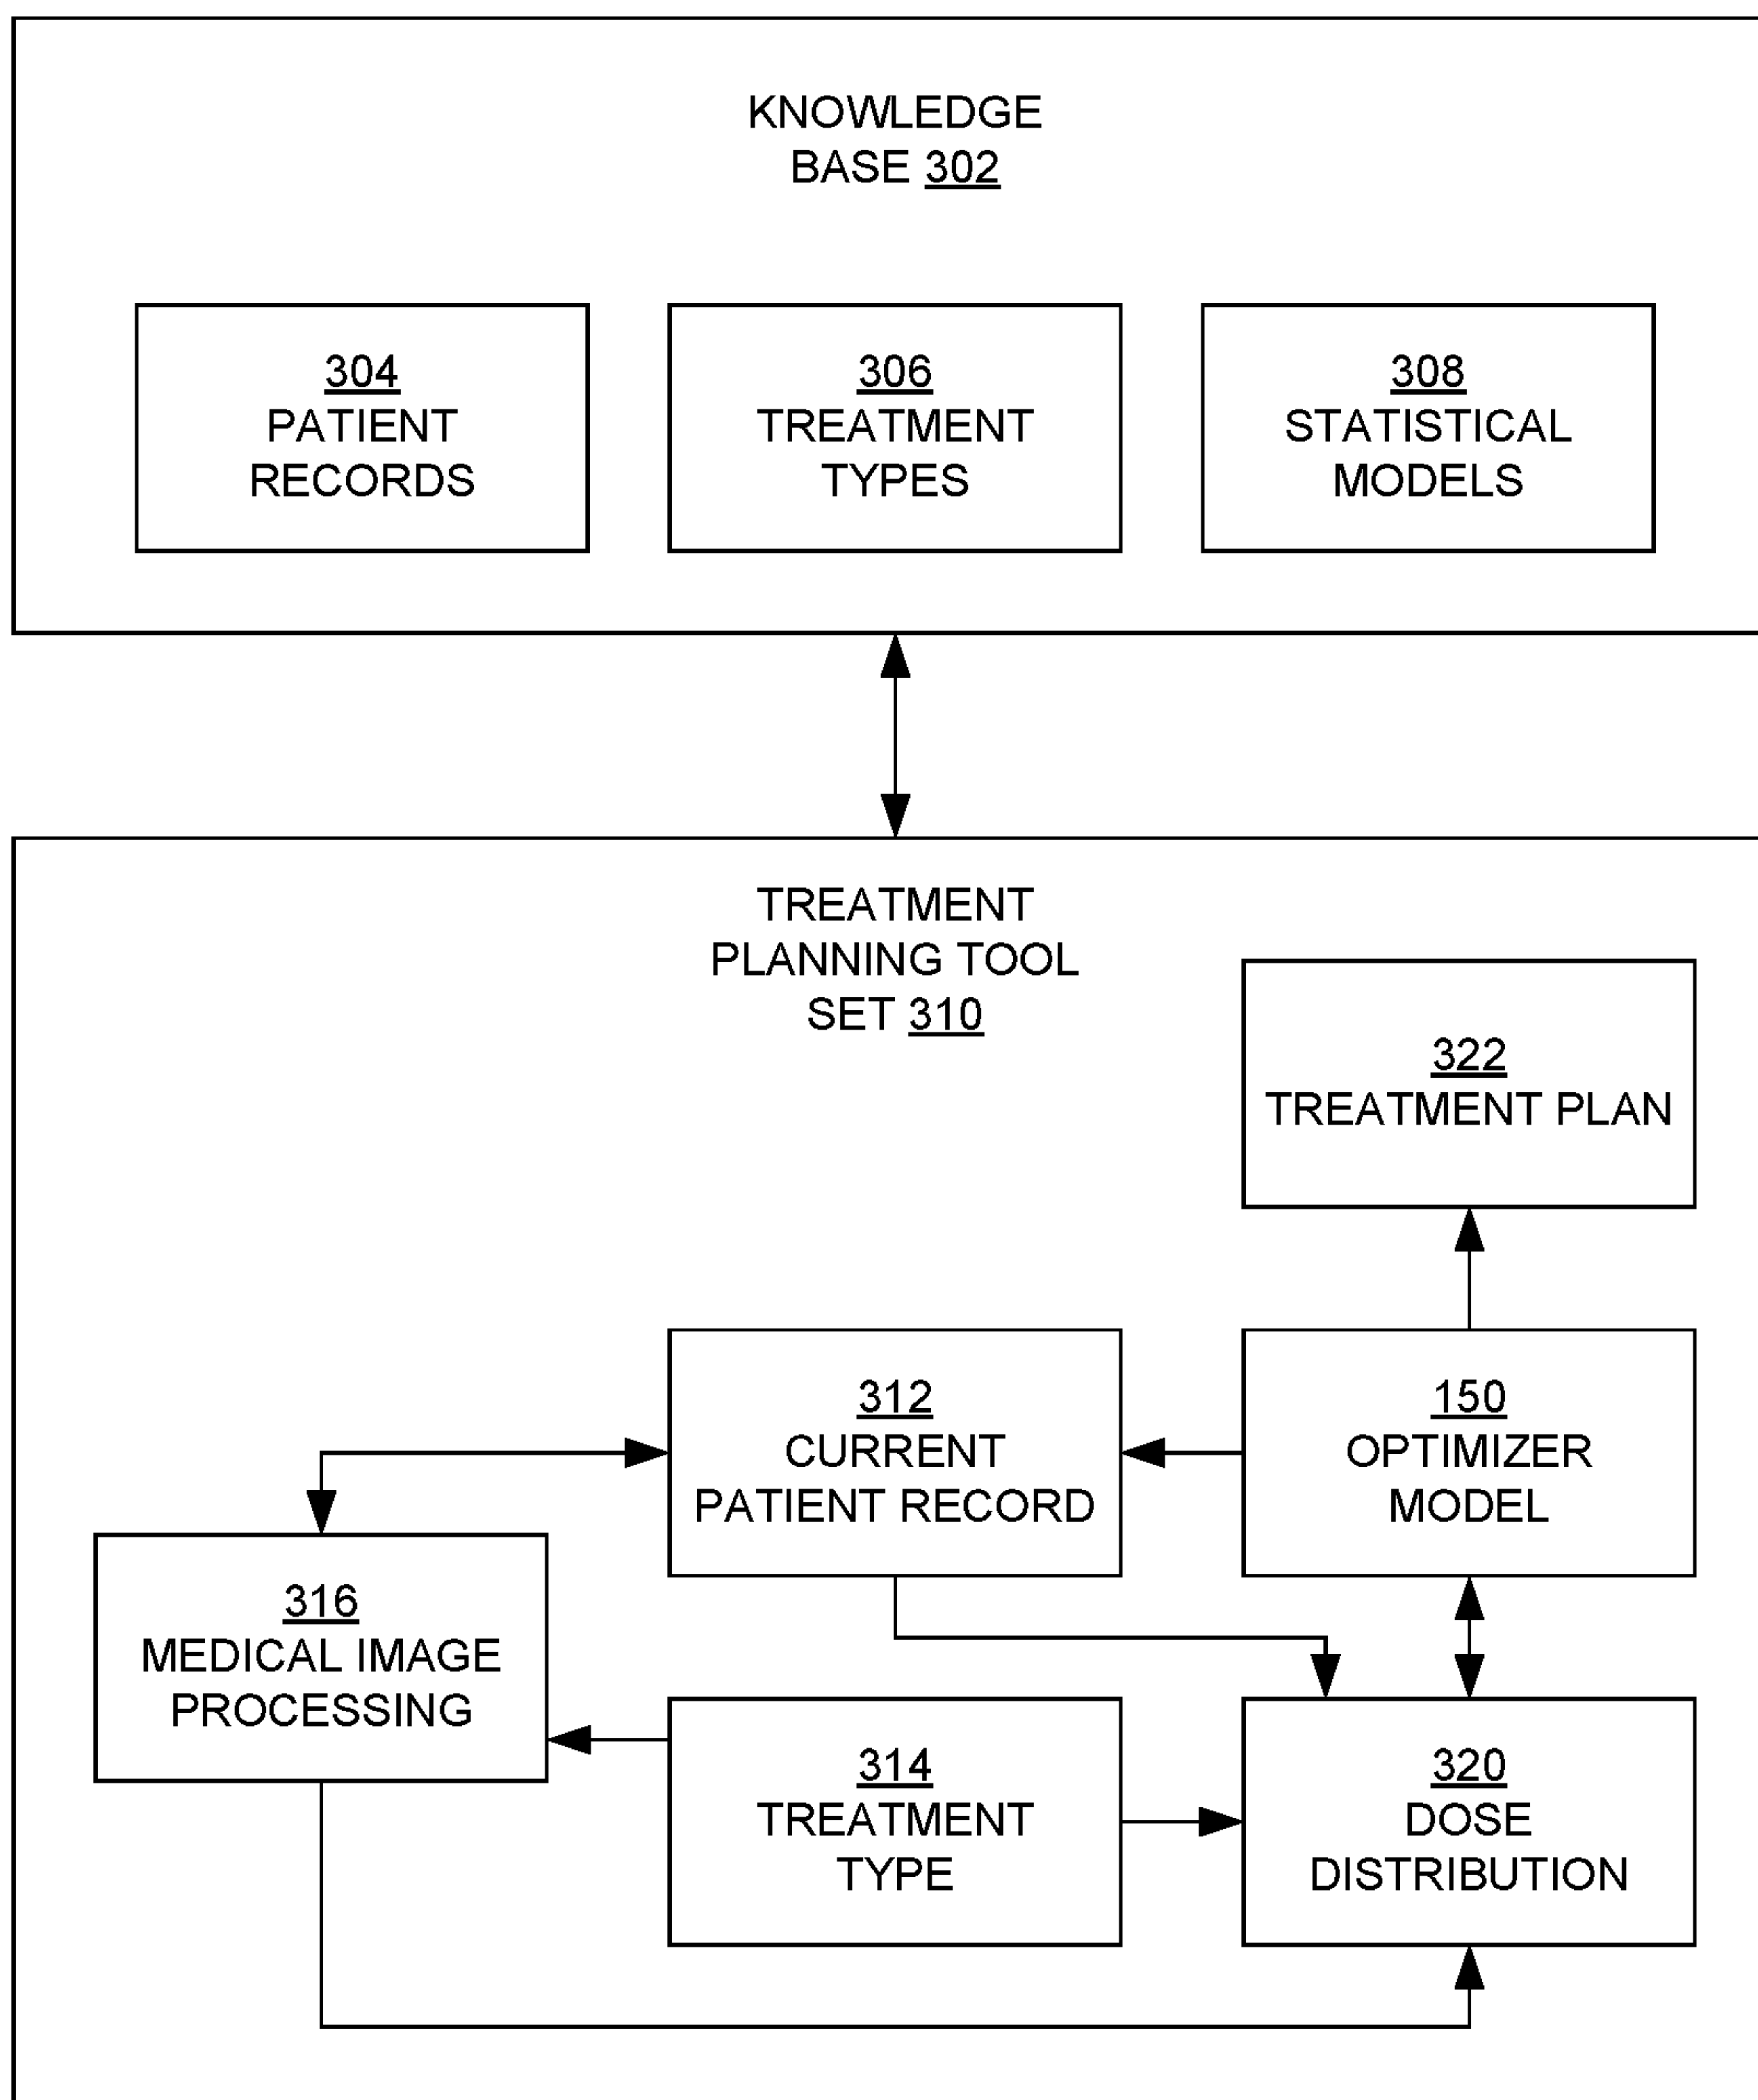 KNOWLEDGE
BASE 302
304
PATIENT
RECORDS
306
TREATMENT
TYPES
308
STATISTICAL
MODELS
TREATMENT
PLANNING TOOL
SET 310
322
TREATMENT PLAN
312
CURRENT
PATIENT RECORD
150
OPTIMIZER
MODEL
316
MEDICAL IMAGE
PROCESSING
314
TREATMENT
TYPE
320
DOSE
DISTRIBUTION